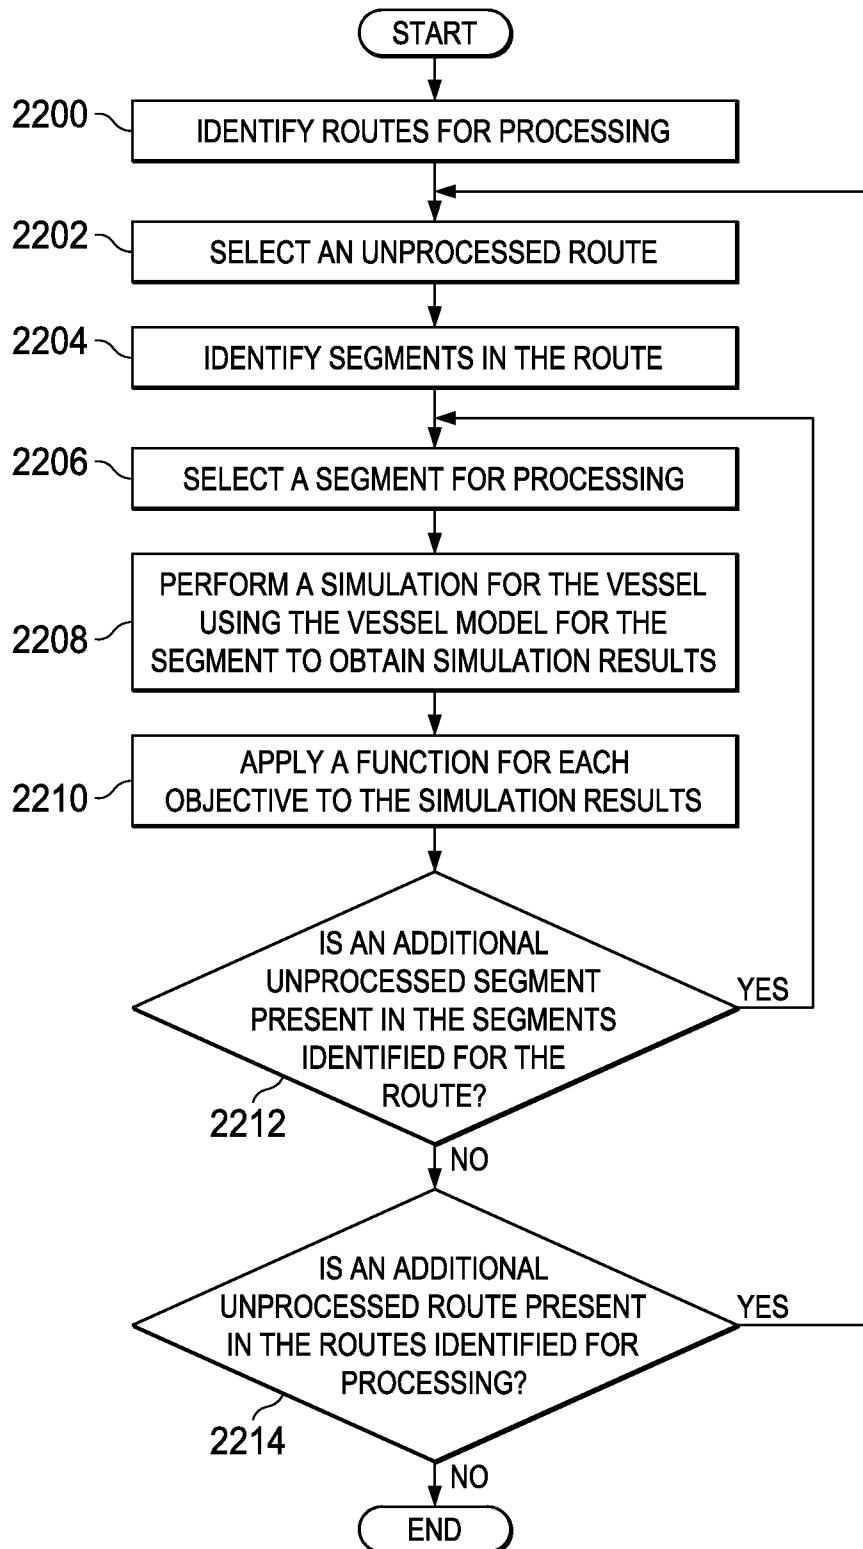 START
2200
IDENTIFY ROUTES FOR PROCESSING
2202
SELECT AN UNPROCESSED ROUTE
2204
IDENTIFY SEGMENTS IN THE ROUTE
2206
SELECT A SEGMENT FOR PROCESSING
2208
PERFORM A SIMULATION FOR THE VESSEL
USING THE VESSEL MODEL FOR THE
SEGMENT TO OBTAIN SIMULATION RESULTS
2210
APPLY A FUNCTION FOR EACH
OBJECTIVE TO THE SIMULATION RESULTS
IS AN ADDITIONAL
UNPROCESSED SEGMENT
PRESENT IN THE SEGMENTS
IDENTIFIED FOR THE
ROUTE?
YES
2212
NO
IS AN ADDITIONAL
UNPROCESSED ROUTE PRESENT
IN THE ROUTES IDENTIFIED FOR
PROCESSING?
YES
2214
NO
END